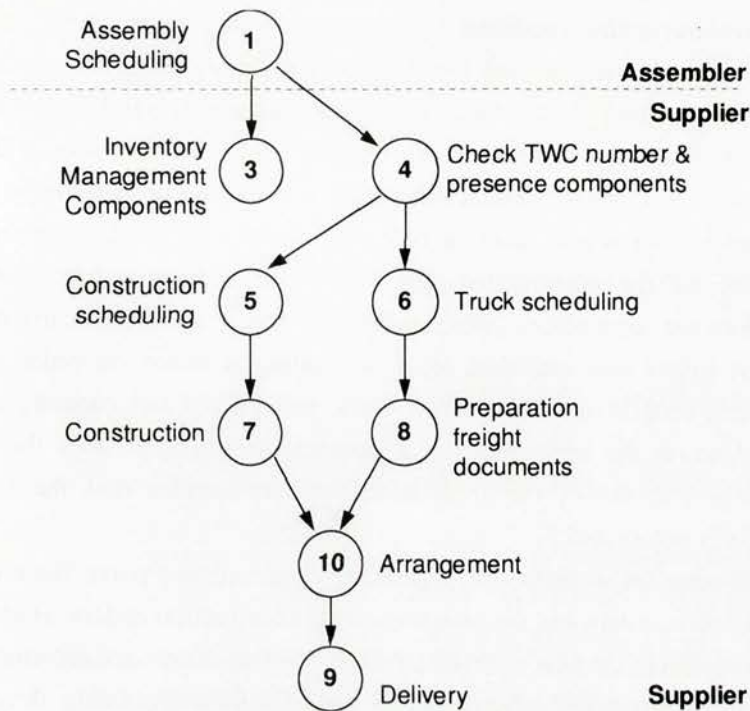 Assembly
Scheduling
1
Assembler
Supplier
Inventory
Management
Components
3
4
Check TWC number &
presence components
Construction
scheduling
5
6
Truck scheduling
Construction
7
8
Preparation
freight
documents
10
Arrangement
9
Delivery
Supplier